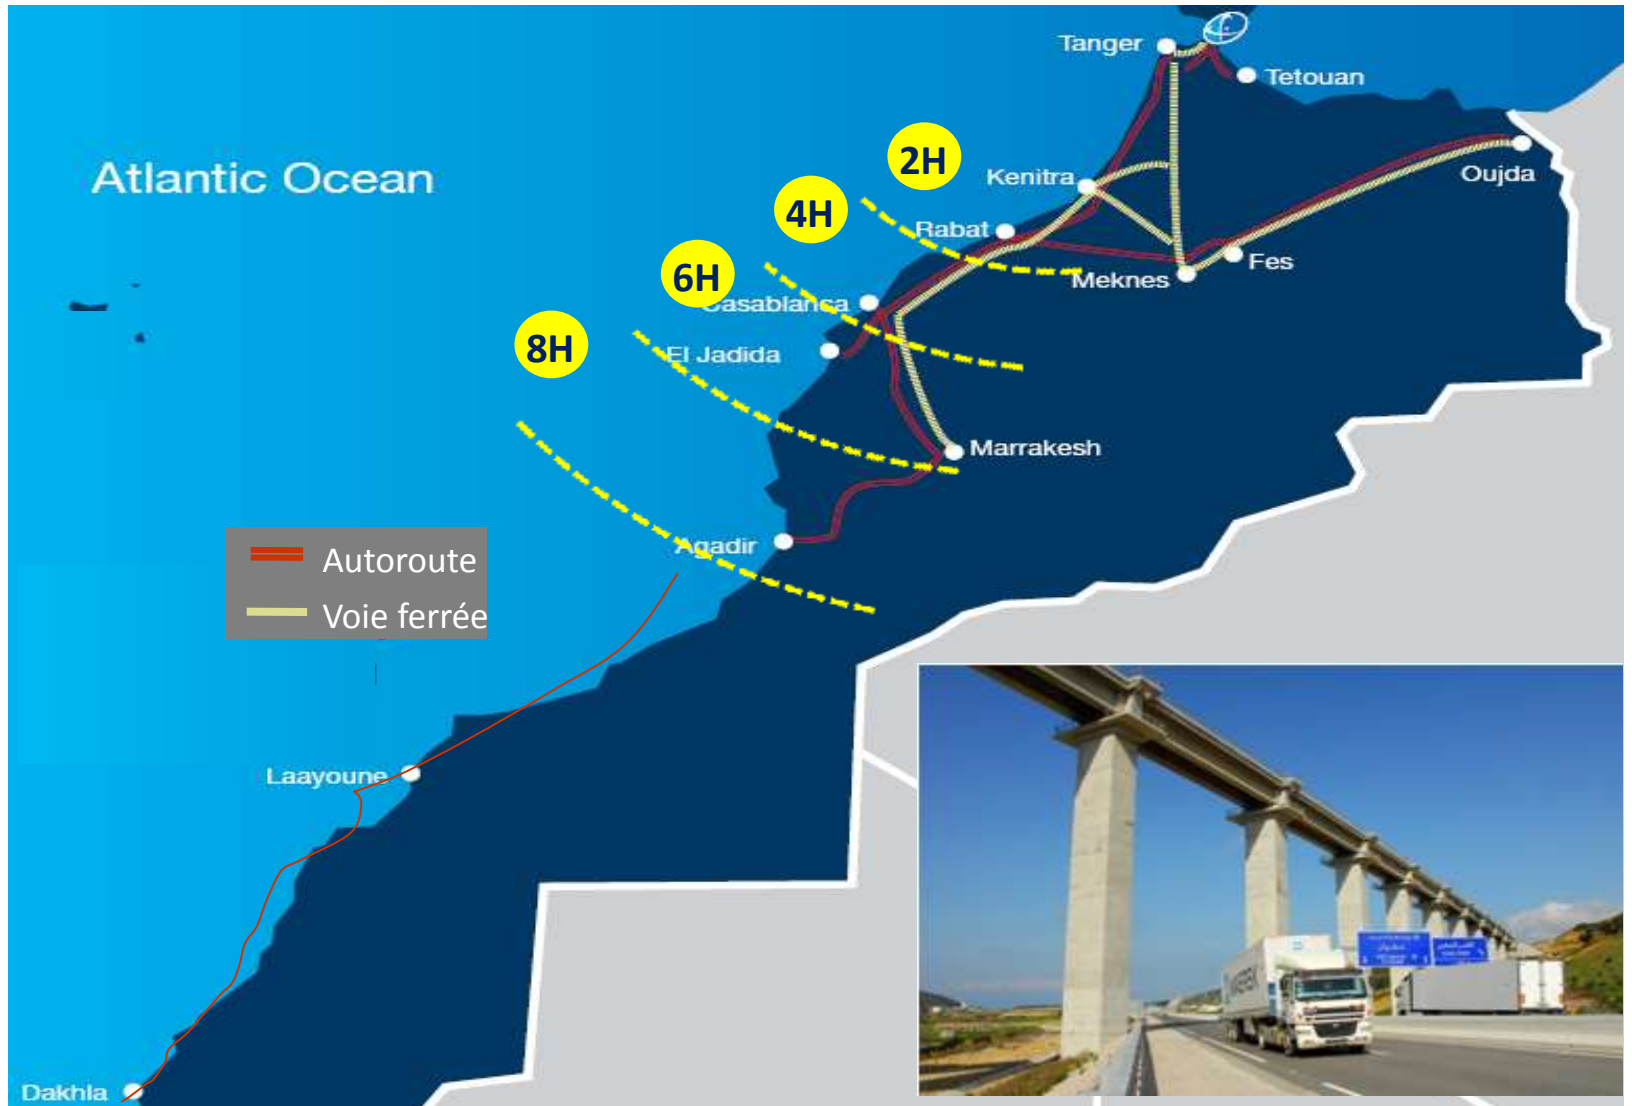 Tanger
Tetouan
2H
Atlantic Ocean
Kenitra
Oujda
4H
Rabat
Fes
6H
Meknes
Casablanca
8H
El Jadida
Marrakesh
Agadir
Autoroute
Voie ferrée
Laayoune
Dakhla
MAERSK